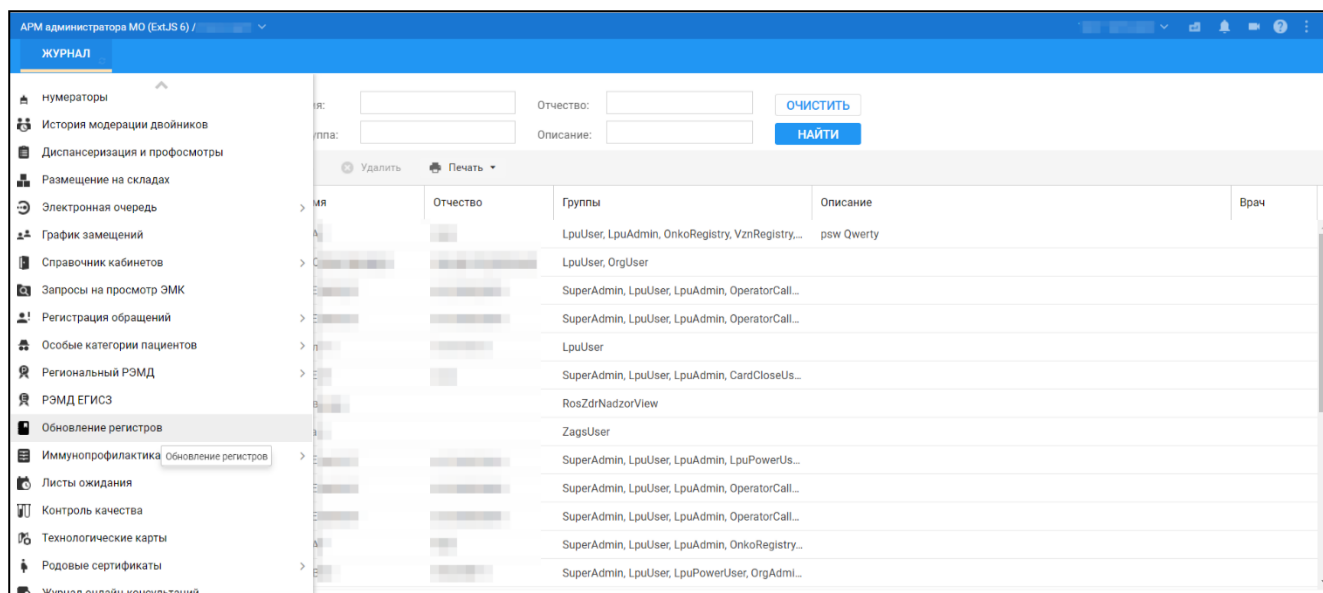 АРМ администратора МО (ExtJS 6) /
ЖУРНАЛ
Нумераторы
История модерации двойников
Диспансеризация и профосмотры
Размещение на складах
Электронная очередь
График замещений
Справочник кабинетов
Запросы на просмотр ЭМК
Регистрация обращений
Особые категории пациентов
Региональный РЭМД
РЭМД ЕГИСЗ
Обновление регистров
Иммунопрофилактика
Обновление регистров
Листы ожидания
Контроль качества
Технологические карты
Родовые сертификаты
Журнал онлайн консультаций
Отчество: ОЧИСТИТЬ
Описание: НАЙТИ
Удалить Печать
Отчество Группы Описание Врач
LpuUser, LpuAdmin, OnkoRegistry, VznRegistry,... psw Qwerty
LpuUser, OrgUser
SuperAdmin, LpuUser, LpuAdmin, OperatorCall...
SuperAdmin, LpuUser, LpuAdmin, OperatorCall...
LpuUser
SuperAdmin, LpuUser, LpuAdmin, CardCloseUs...
RosZdrNadzorView
ZagsUser
SuperAdmin, LpuUser, LpuAdmin, LpuPowerUs...
SuperAdmin, LpuUser, LpuAdmin, OperatorCall...
SuperAdmin, LpuUser, LpuAdmin, OperatorCall...
SuperAdmin, LpuUser, LpuAdmin, OnkoRegistry...
SuperAdmin, LpuUser, LpuPowerUser, OrgAdmi...